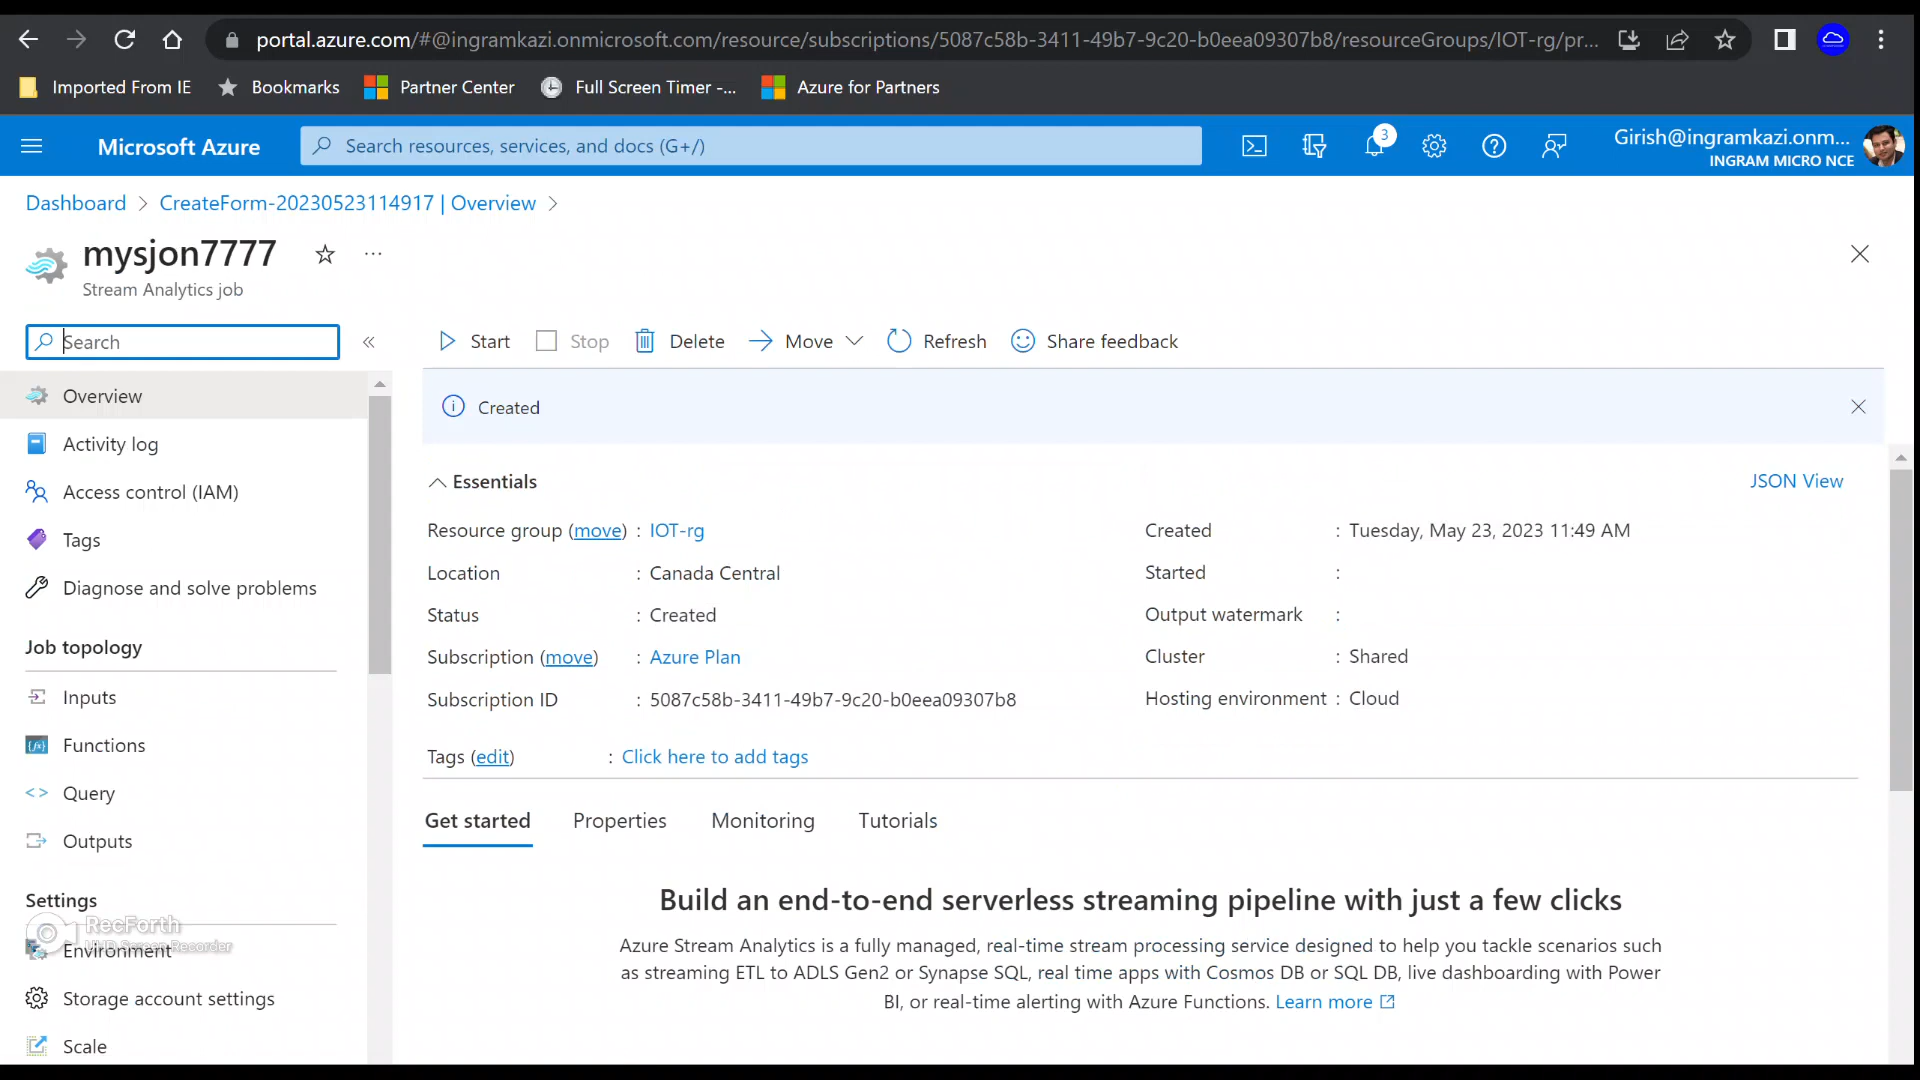 portal.azure.com/#@ingramkazi.onmicrosoft.com/resource/subscriptions/5087c58b-3411-49b7-9c20-b0eea09307b8/resourceGroups/IOT-rg/pr...
Imported From IE Bookmarks Partner Center Full Screen Timer -... Azure for Partners
Microsoft Azure Search resources, services, and docs (G+/) 3 Girish@ingramkazi.onm...
INGRAM MICRO NCE
Dashboard > CreateForm-20230523114917 | Overview >
mysjon7777 ...
Stream Analytics job
Search «
Start Stop Delete Move Refresh Share feedback
Overview
Activity log
Access control (IAM)
Tags
Diagnose and solve problems
Job topology
Inputs
Functions
Query
Outputs
Settings
Environment
Storage account settings
Scale
RecForth
UHD Screen Recorder
Created
Essentials JSON View
Resource group (move) : IOT-rg
Location : Canada Central
Status : Created
Subscription (move) : Azure Plan
Subscription ID : 5087c58b-3411-49b7-9c20-b0eea09307b8
Created : Tuesday, May 23, 2023 11:49 AM
Started :
Output watermark :
Cluster : Shared
Hosting environment : Cloud
Tags (edit) : Click here to add tags
Get started Properties Monitoring Tutorials
Build an end-to-end serverless streaming pipeline with just a few clicks
Azure Stream Analytics is a fully managed, real-time stream processing service designed to help you tackle scenarios such
as streaming ETL to ADLS Gen2 or Synapse SQL, real time apps with Cosmos DB or SQL DB, live dashboarding with Power
BI, or real-time alerting with Azure Functions. Learn more